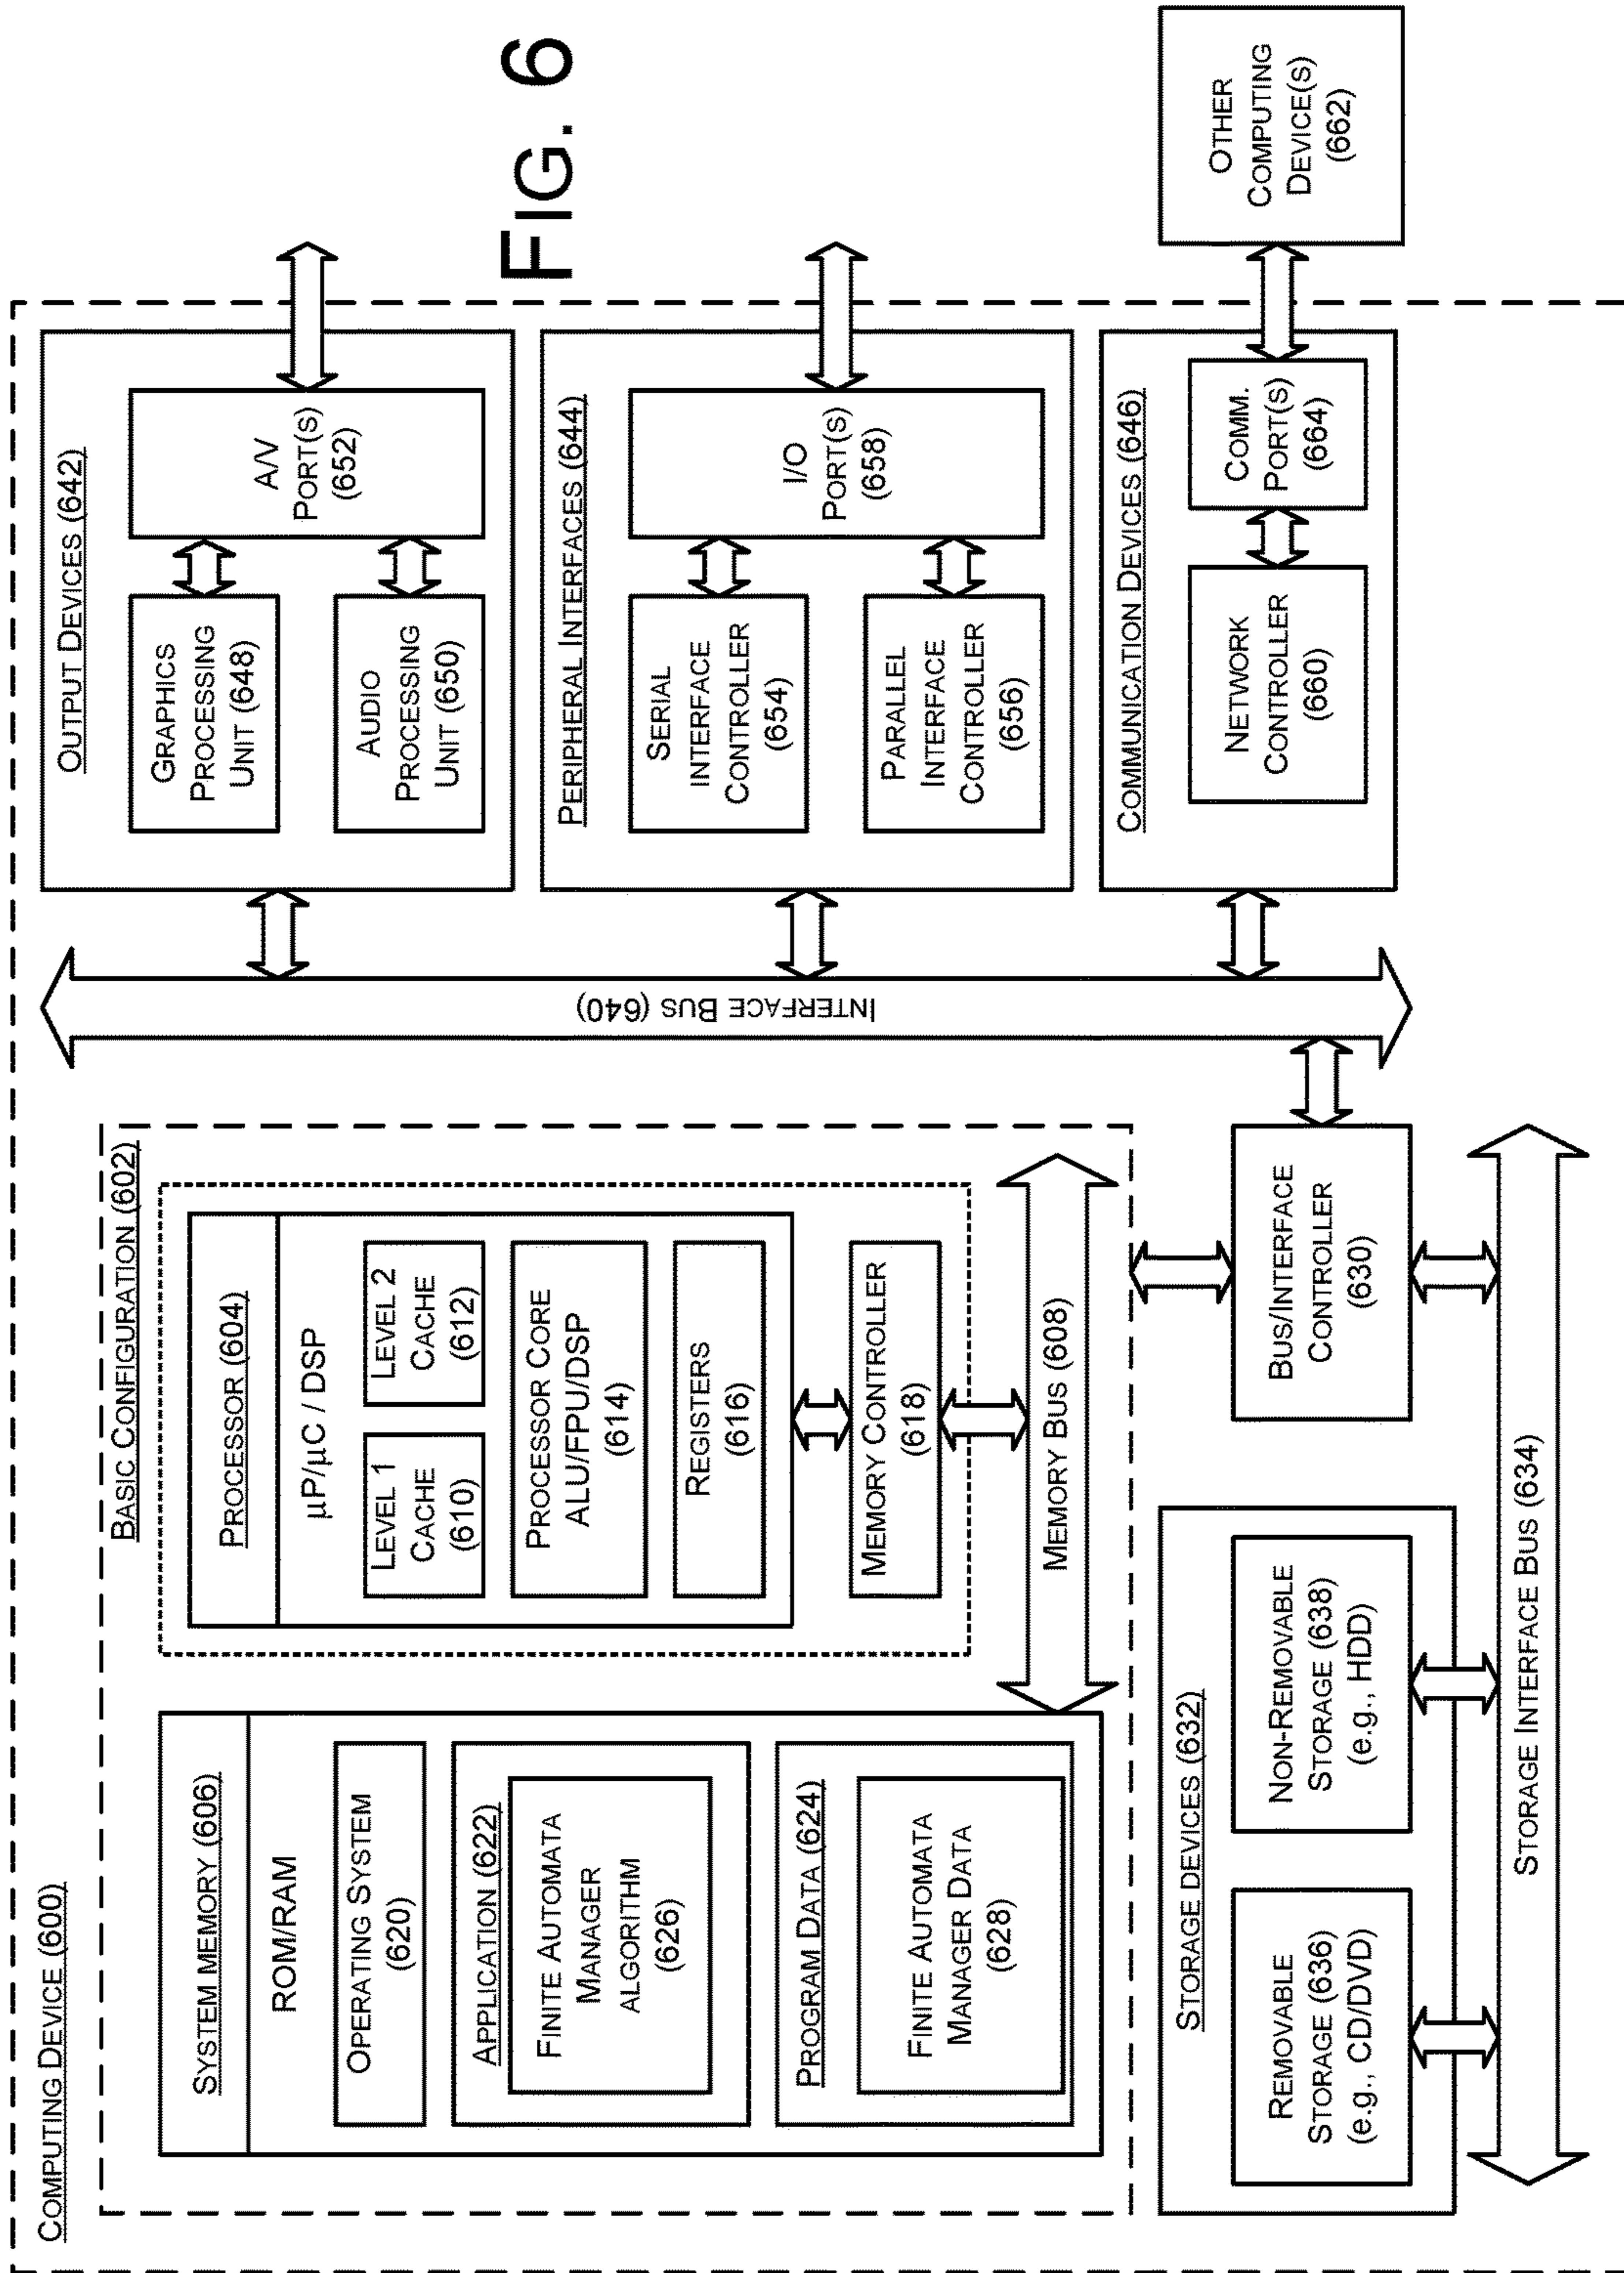 COMPUTING DEVICE (600)
BASIC CONFIGURATION (602)
SYSTEM MEMORY (606)
ROM/RAM
OPERATING SYSTEM
(620)
APPLICATION (622)
FINITE AUTOMATA
MANAGER
ALGORITHM
(626)
PROGRAM DATA (624)
FINITE AUTOMATA
MANAGER DATA
(628)
PROCESSOR (604)
µP/µC / DSP
LEVEL 1
CACHE
(610)
LEVEL 2
CACHE
(612)
PROCESSOR CORE
ALU/FPU/DSP
(614)
REGISTERS
(616)
MEMORY CONTROLLER
(618)
MEMORY BUS (608)
BUS/INTERFACE
CONTROLLER
(630)
STORAGE DEVICES (632)
REMOVABLE
STORAGE (636)
(e.g., CD/DVD)
NON-REMOVABLE
STORAGE (638)
(e.g., HDD)
STORAGE INTERFACE BUS (634)
INTERFACE BUS (640)
OUTPUT DEVICES (642)
GRAPHICS
PROCESSING
UNIT (648)
AUDIO
PROCESSING
UNIT (650)
A/V
PORT(S)
(652)
PERIPHERAL INTERFACES (644)
SERIAL
INTERFACE
CONTROLLER
(654)
PARALLEL
INTERFACE
CONTROLLER
(656)
I/O
PORT(S)
(658)
COMMUNICATION DEVICES (646)
NETWORK
CONTROLLER
(660)
COMM.
PORT(S)
(664)
OTHER
COMPUTING
DEVICE(S)
(662)
FIG. 6